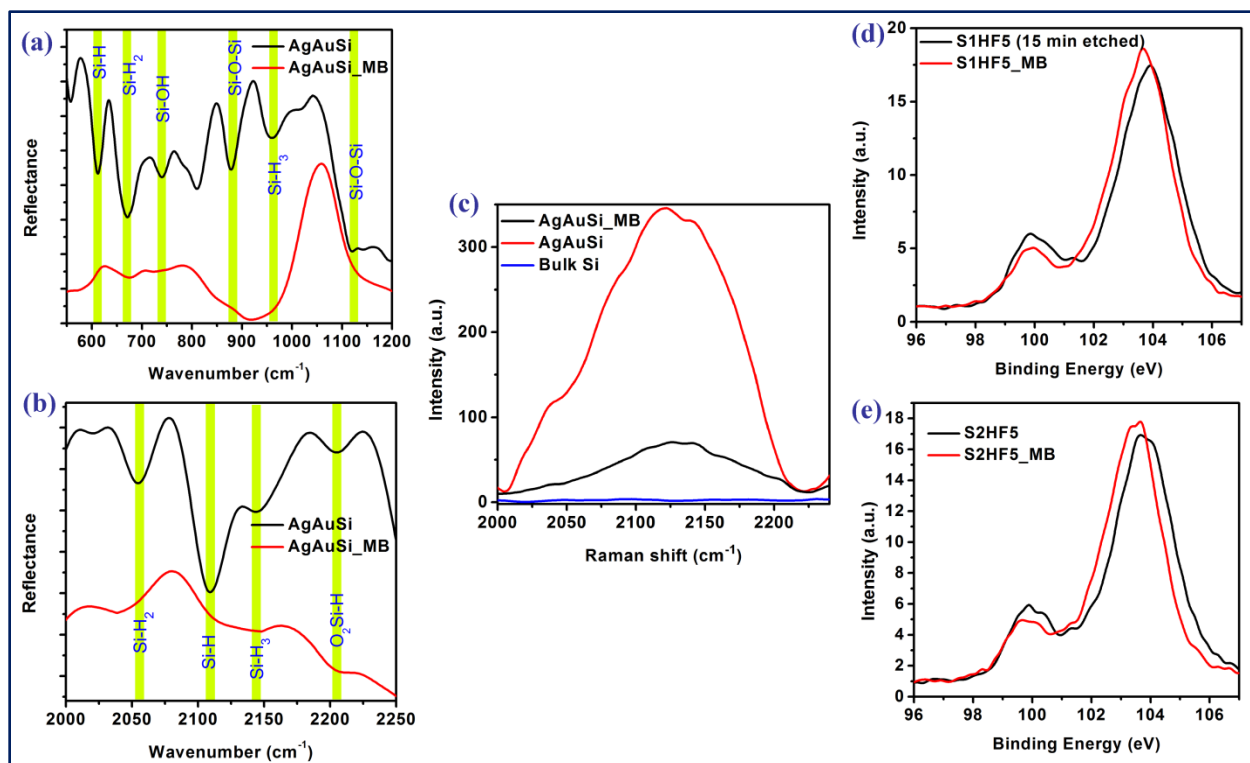 (a)
AgAuSi
AgAuSi_MB
Si-H
Si-H₂
Si-OH
Si-O-Si
Si-H₃
Si-O-Si
Reflectance
600 700 800 900 1000 1100 1200
Wavenumber (cm⁻¹)
(b)
AgAuSi
AgAuSi_MB
Si-H₂
Si-H
Si-H₃
O₂Si-H
Reflectance
2000 2050 2100 2150 2200 2250
Wavenumber (cm⁻¹)
(c)
AgAuSi_MB
AgAuSi
Bulk Si
Intensity (a.u.)
300
200
100
0
2000 2050 2100 2150 2200
Raman shift (cm⁻¹)
(d)
S1HF5 (15 min etched)
S1HF5_MB
Intensity (a.u.)
20
15
10
5
0
96 98 100 102 104 106
Binding Energy (eV)
(e)
S2HF5
S2HF5_MB
Intensity (a.u.)
18
16
14
12
10
8
6
4
2
0
96 98 100 102 104 106
Binding Energy (eV)